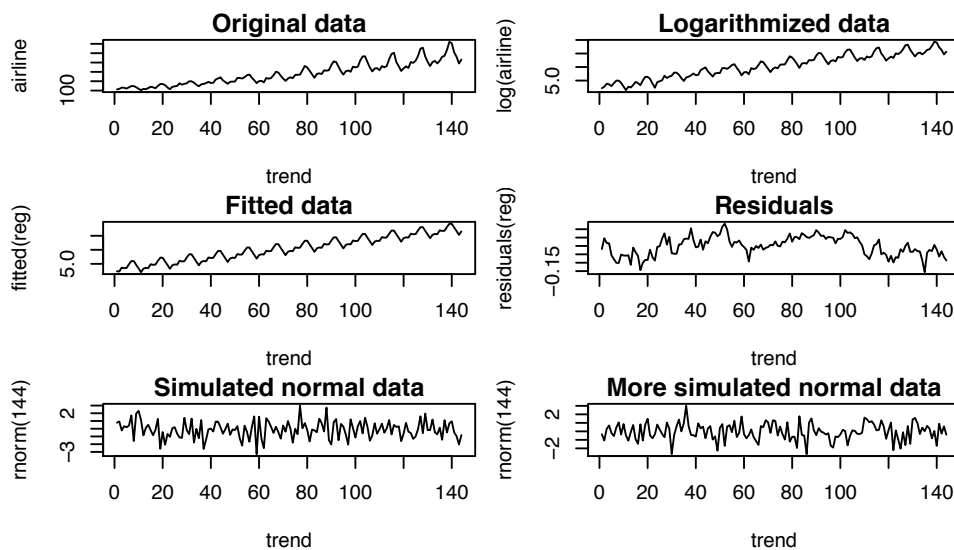 Original data
airline
100
0 20 40 60 80 100 140
trend
Logarithmized data
log(airline)
5.0
0 20 40 60 80 100 140
trend
Fitted data
fitted(reg)
5.0
0 20 40 60 80 100 140
trend
Residuals
residuals(reg)
−0.15
0 20 40 60 80 100 140
trend
Simulated normal data
rnorm(144)
−3 2
0 20 40 60 80 100 140
trend
More simulated normal data
rnorm(144)
−2 2
0 20 40 60 80 100 140
trend